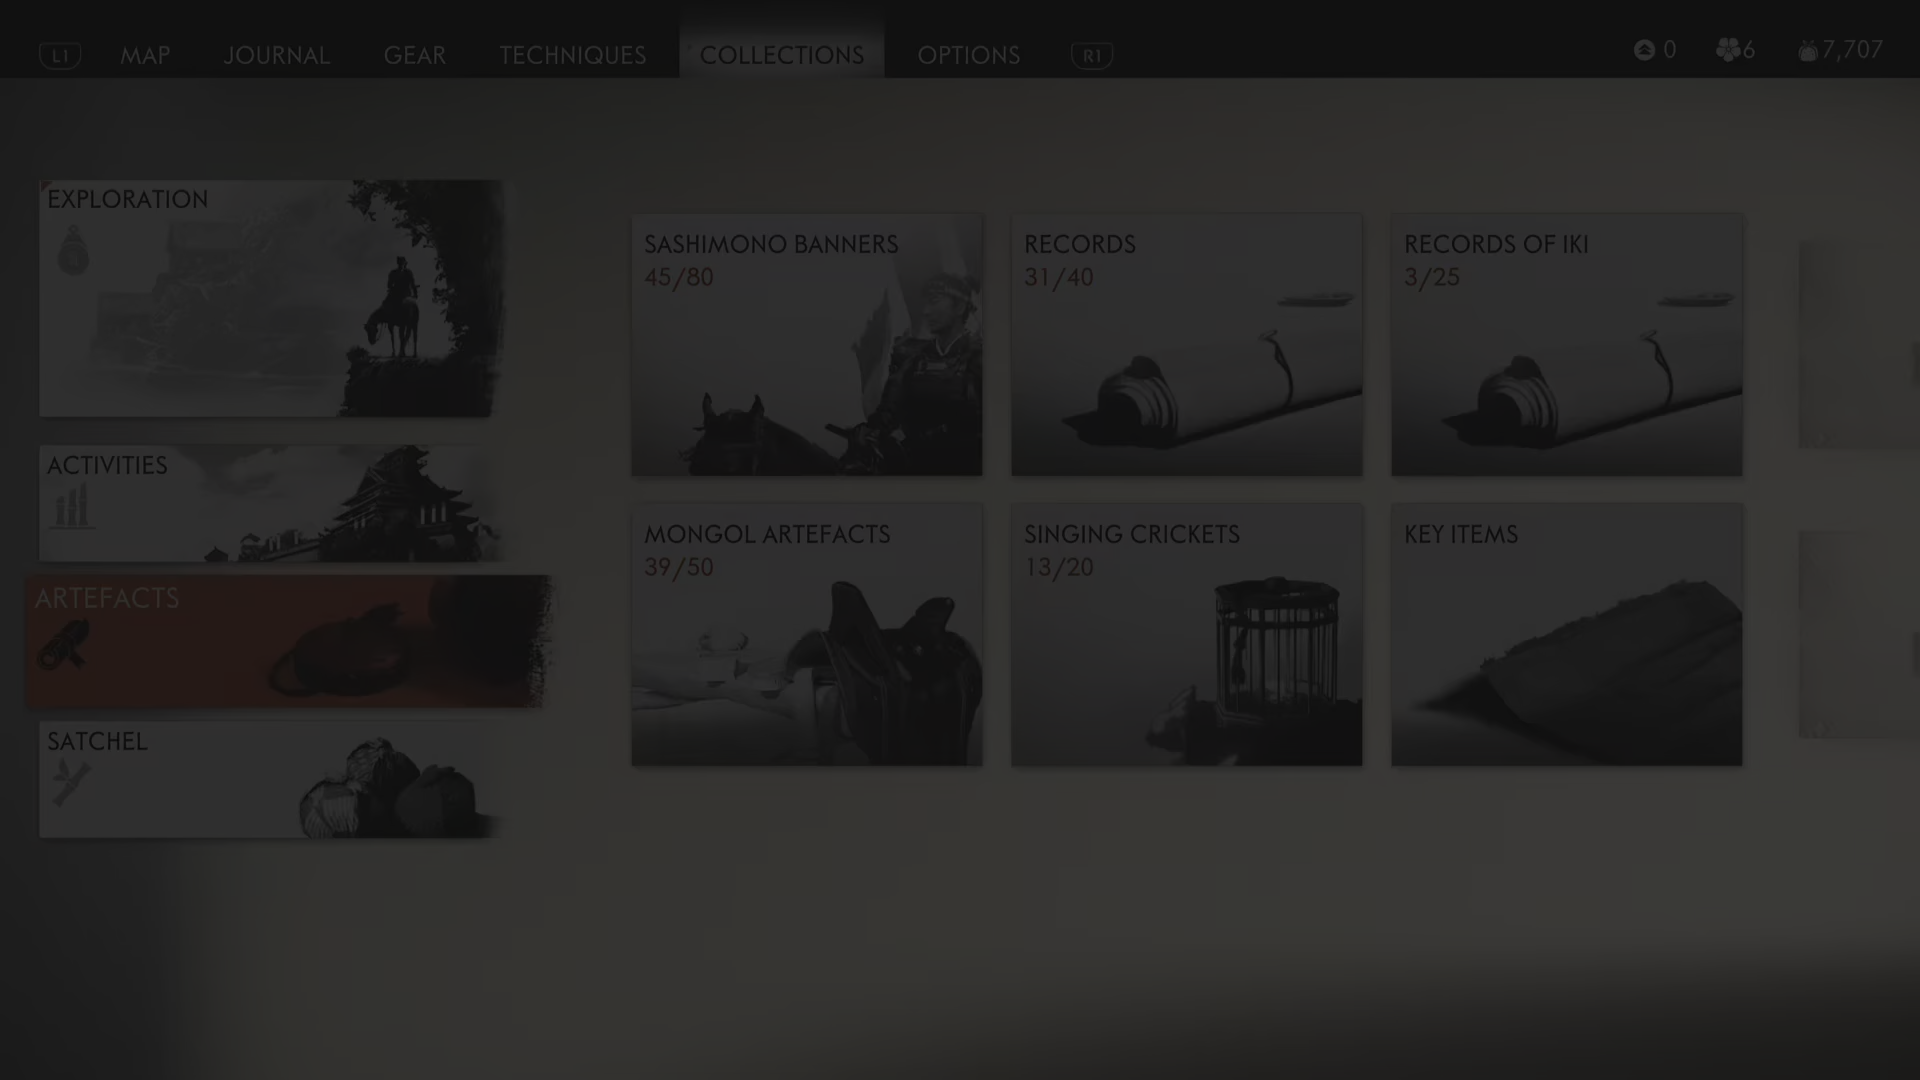 L1 MAP JOURNAL GEAR TECHNIQUES COLLECTIONS OPTIONS R1 0 6 7,707
EXPLORATION
ACTIVITIES
ARTEFACTS
SATCHEL
SASHIMONO BANNERS
45/80
RECORDS
31/40
RECORDS OF IKI
3/25
MONGOL ARTEFACTS
39/50
SINGING CRICKETS
13/20
KEY ITEMS